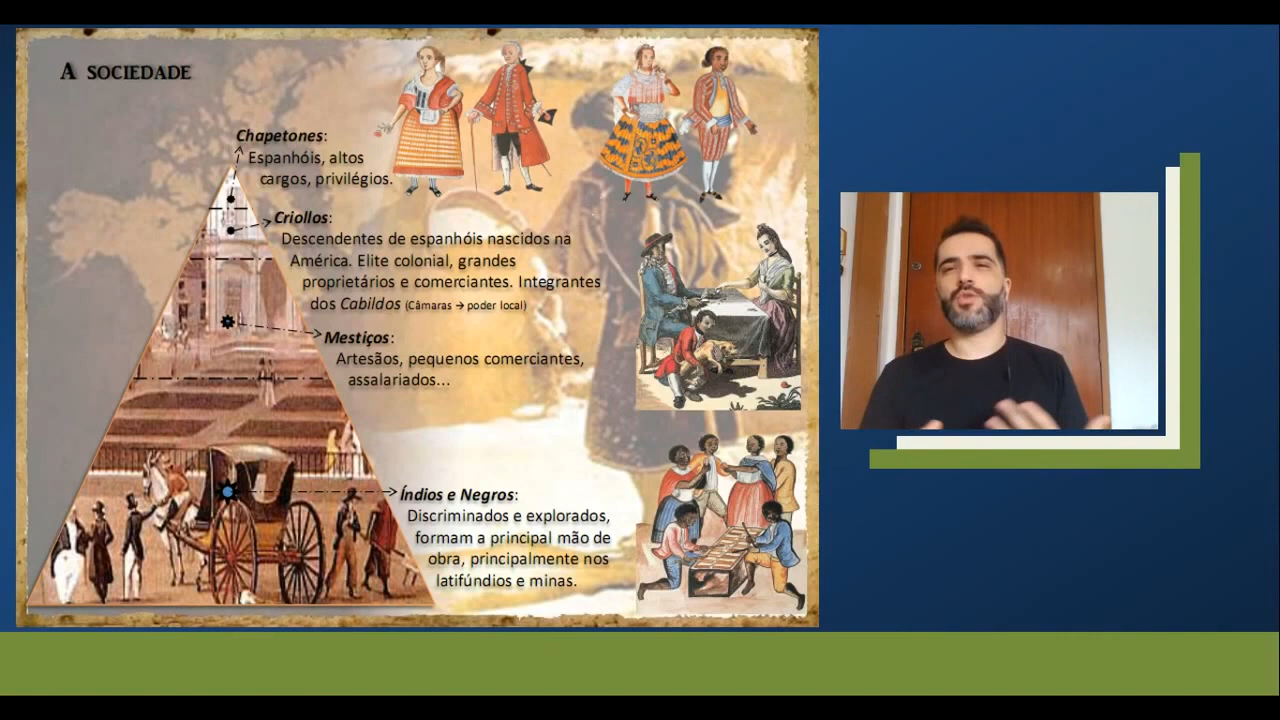 A SOCIEDADE
Chapetones:
Espanhóis, altos
cargos, privilégios.
Criollos:
Descendentes de espanhóis nascidos na
América. Elite colonial, grandes
proprietários e comerciantes. Integrantes
dos Cabildos (Câmaras → poder local)
Mestiços:
Artesãos, pequenos comerciantes,
assalariados...
Índios e Negros:
Discriminados e explorados,
formam a principal mão de
obra, principalmente nos
latifúndios e minas.